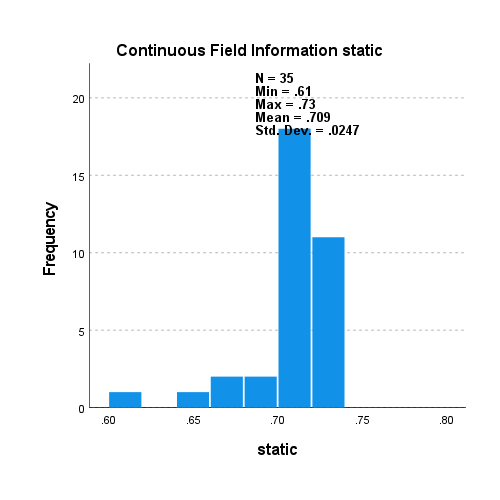 Continuous Field Information static
N = 35
Min = .61
Max = .73
Mean = .709
Std. Dev. = .0247
20
15
10
5
0
Frequency
.60 .65 .70 .75 .80
static